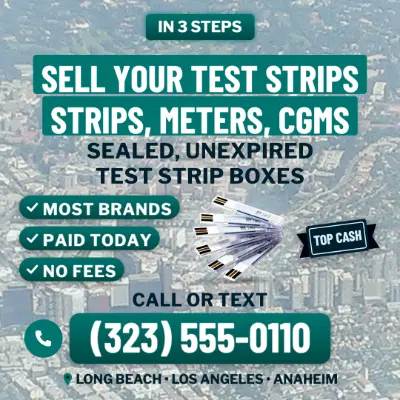 IN 3 STEPS
SELL YOUR TEST STRIPS
STRIPS, METERS, CGMS
SEALED, UNEXPIRED
TEST STRIP BOXES
MOST BRANDS
PAID TODAY
NO FEES
TOP CASH
CALL OR TEXT
(323) 555-0110
LONG BEACH • LOS ANGELES • ANAHEIM